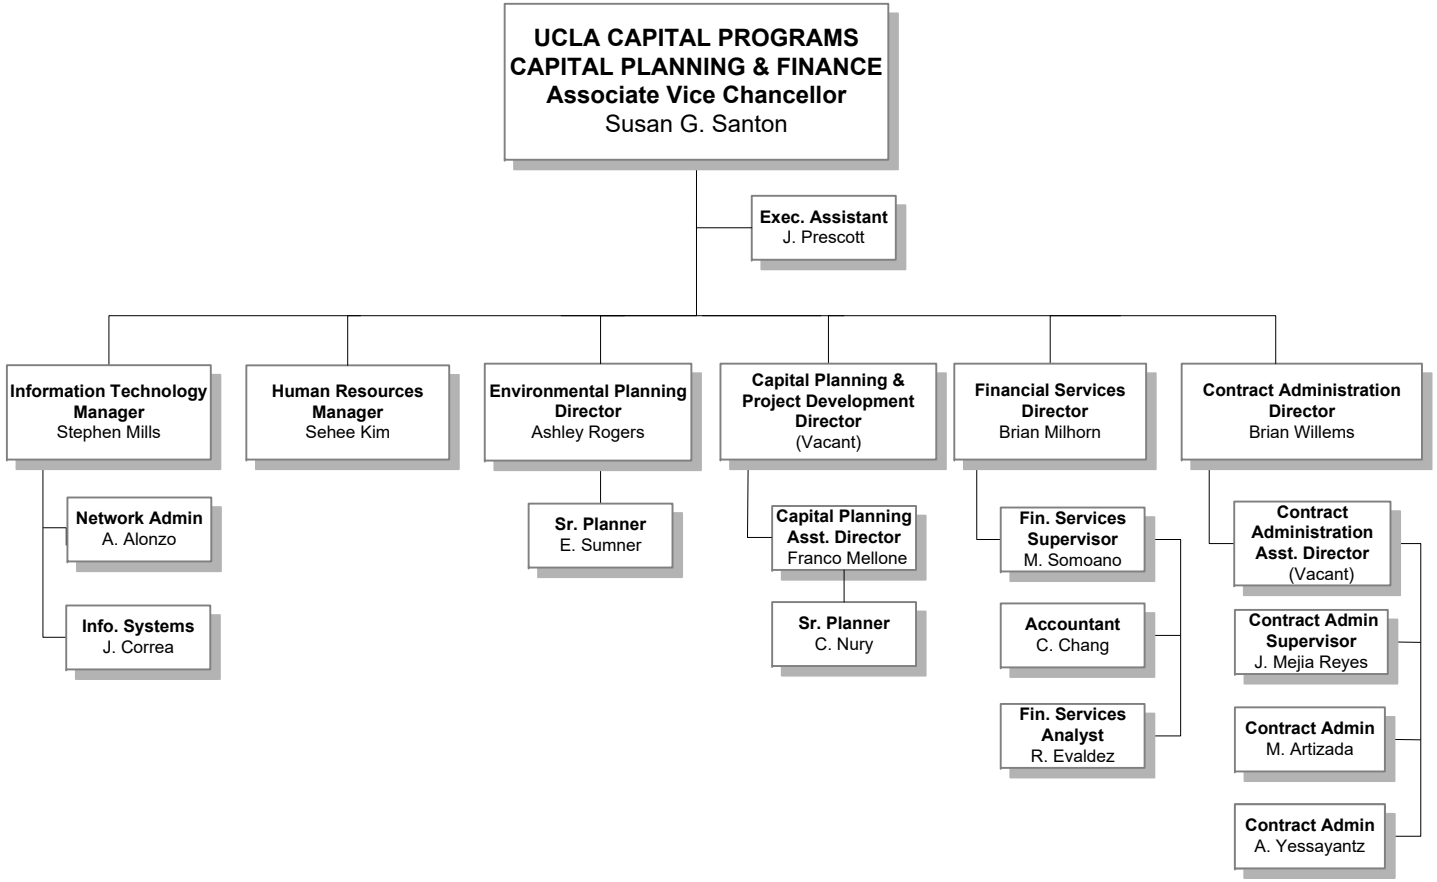 UCLA CAPITAL PROGRAMS
CAPITAL PLANNING & FINANCE
Associate Vice Chancellor
Susan G. Santon
Exec. Assistant
J. Prescott
Information Technology
Manager
Stephen Mills
Human Resources
Manager
Sehee Kim
Environmental Planning
Director
Ashley Rogers
Capital Planning &
Project Development
Director
(Vacant)
Financial Services
Director
Brian Milhorn
Contract Administration
Director
Brian Willems
Network Admin
A. Alonzo
Info. Systems
J. Correa
Sr. Planner
E. Sumner
Capital Planning
Asst. Director
Franco Mellone
Sr. Planner
C. Nury
Fin. Services
Supervisor
M. Somoano
Accountant
C. Chang
Fin. Services
Analyst
R. Evaldez
Contract
Administration
Asst. Director
(Vacant)
Contract Admin
Supervisor
J. Mejia Reyes
Contract Admin
M. Artizada
Contract Admin
A. Yessayantz